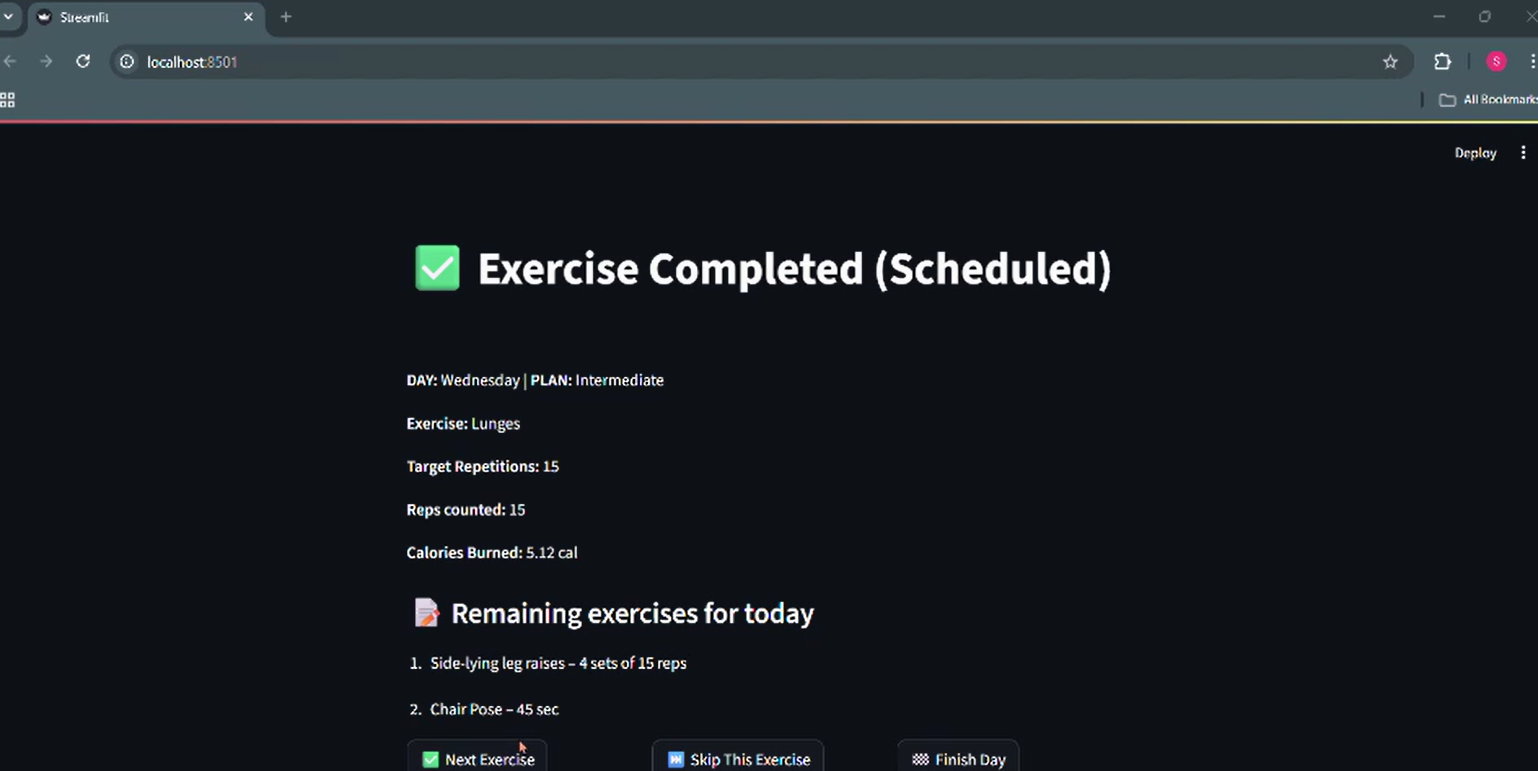 Streamlit
localhost:8501
All Bookmarks
Deploy
Exercise Completed (Scheduled)
DAY: Wednesday | PLAN: Intermediate
Exercise: Lunges
Target Repetitions: 15
Reps counted: 15
Calories Burned: 5.12 cal
Remaining exercises for today
1. Side-lying leg raises – 4 sets of 15 reps
2. Chair Pose – 45 sec
Next Exercise Skip This Exercise Finish Day